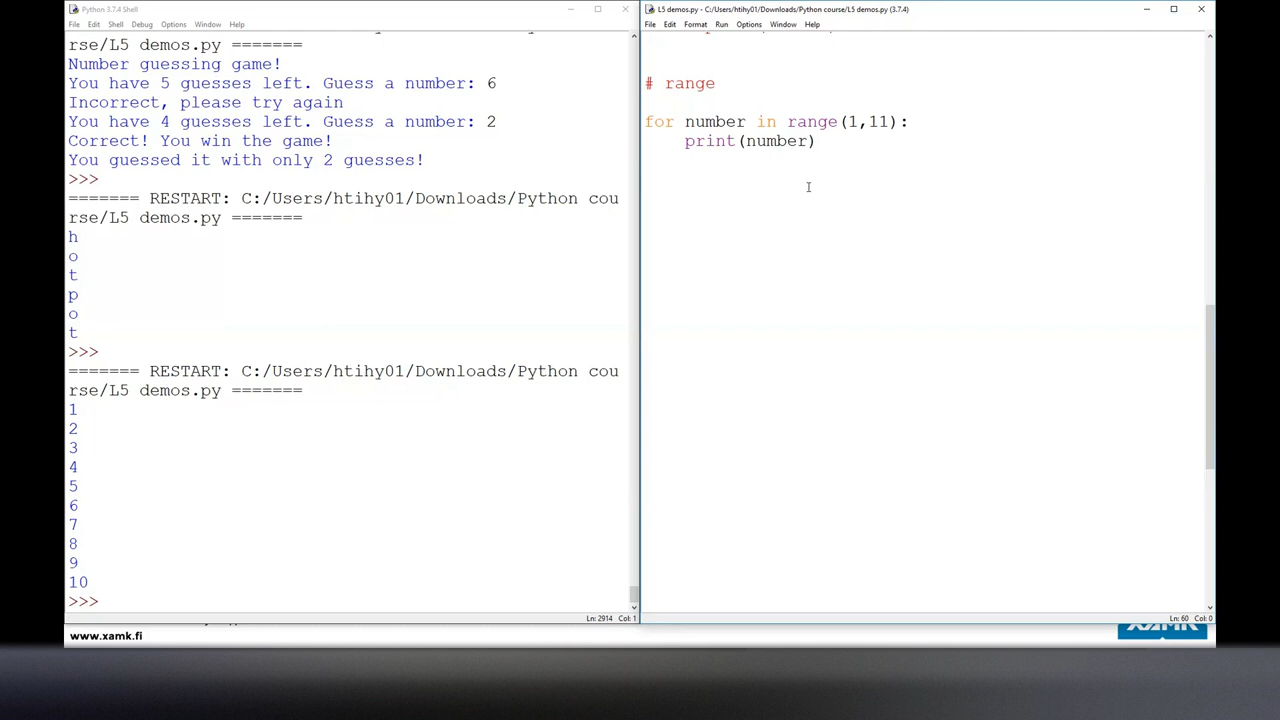 Python 3.7.4 Shell
File Edit Shell Debug Options Window Help
rse/L5 demos.py =======
Number guessing game!
You have 5 guesses left. Guess a number: 6
Incorrect, please try again
You have 4 guesses left. Guess a number: 2
Correct! You win the game!
You guessed it with only 2 guesses!
>>>
======= RESTART: C:/Users/htihy01/Downloads/Python cou
rse/L5 demos.py =======
h
o
t
p
o
t
>>>
======= RESTART: C:/Users/htihy01/Downloads/Python cou
rse/L5 demos.py =======
1
2
3
4
5
6
7
8
9
10
>>>
Ln: 2914 Col: 1
L5 demos.py - C:/Users/htihy01/Downloads/Python course/L5 demos.py (3.7.4)
File Edit Format Run Options Window Help
# range
for number in range(1,11):
    print(number)
Ln: 60 Col: 0
www.xamk.fi